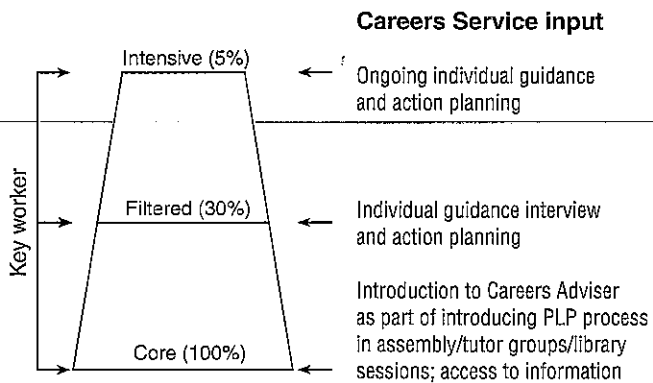 Careers Service input
Intensive (5%)
Ongoing individual guidance
and action planning
Key worker
Filtered (30%)
Individual guidance interview
and action planning
Introduction to Careers Adviser
as part of introducing PLP process
in assembly/tutor groups/library
sessions; access to information
Core (100%)